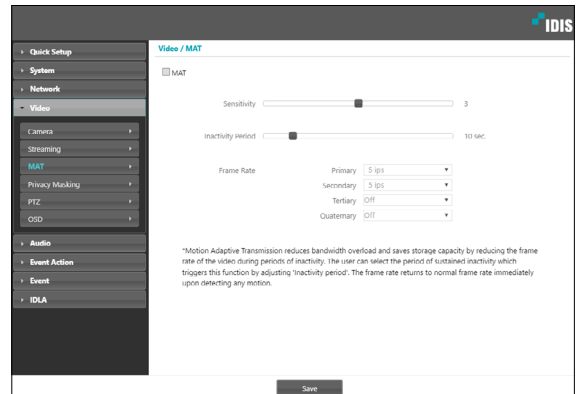 IDIS
Quick Setup
System
Network
Video
Camera
Streaming
MAT
Privacy Masking
PTZ
OSD
Audio
Event Action
Event
IDLA
Video / MAT
MAT
Sensitivity 3
Inactivity Period 10 sec.
Frame Rate Primary 5 ips
Secondary 5 ips
Tertiary Off
Quaternary Off
*Motion Adaptive Transmission reduces bandwidth overload and saves storage capacity by reducing the frame
rate of the video during periods of inactivity. The user can select the period of sustained inactivity which
triggers this function by adjusting 'Inactivity period'. The frame rate returns to normal frame rate immediately
upon detecting any motion.
Save